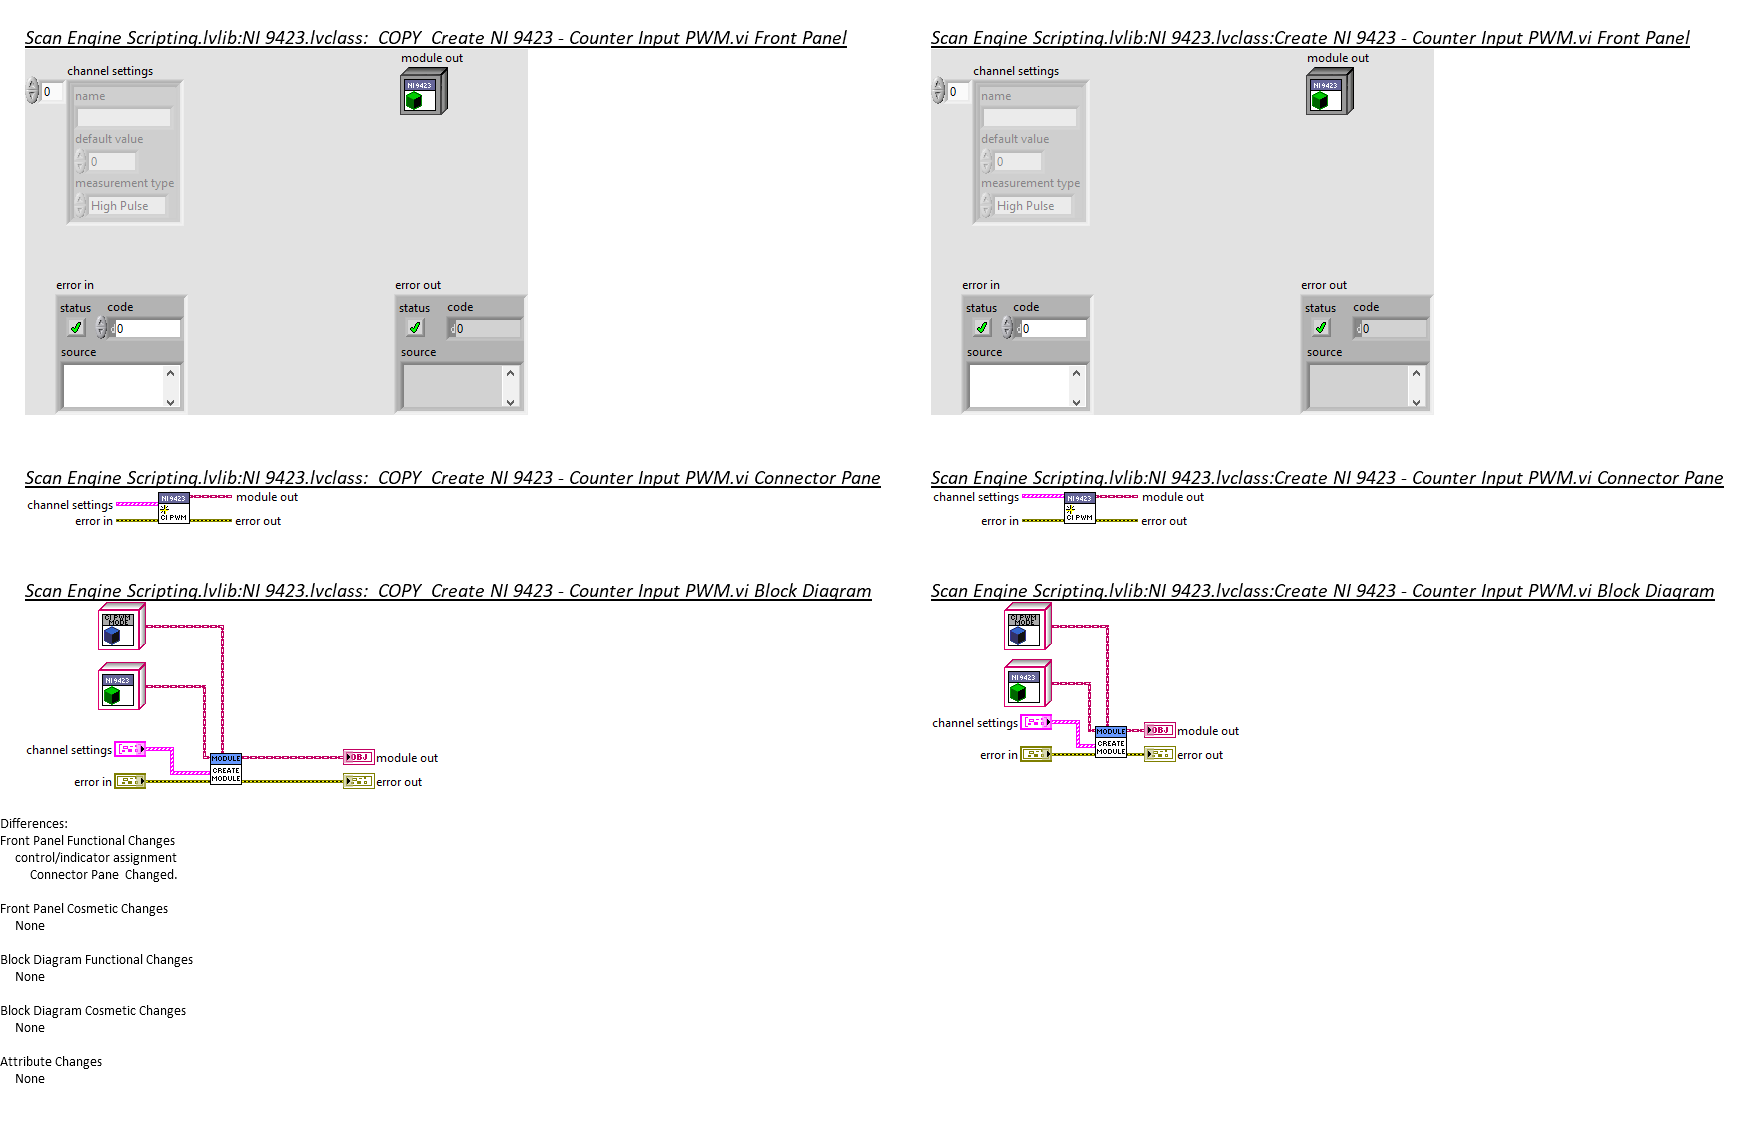 Scan Engine Scripting.lvlib:NI 9423.lvclass:_COPY_Create NI 9423 - Counter Input PWM.vi Front Panel
channel settings
module out
NI 9423
0
name
default value
0
measurement type
High Pulse
error in
error out
status code
status code
0
d0
source
source
Scan Engine Scripting.lvlib:NI 9423.lvclass:Create NI 9423 - Counter Input PWM.vi Front Panel
channel settings
module out
NI 9423
0
name
default value
0
measurement type
High Pulse
error in
error out
status code
status code
0
d0
source
source
Scan Engine Scripting.lvlib:NI 9423.lvclass:_COPY_Create NI 9423 - Counter Input PWM.vi Connector Pane
channel settings
NI 9423
module out
error in
CI PWM
error out
Scan Engine Scripting.lvlib:NI 9423.lvclass:Create NI 9423 - Counter Input PWM.vi Connector Pane
channel settings
NI 9423
module out
error in
CI PWM
error out
Scan Engine Scripting.lvlib:NI 9423.lvclass:_COPY_Create NI 9423 - Counter Input PWM.vi Block Diagram
CI PWM
MODE
NI 9423
channel settings
MODULE
OBJ
module out
CREATE
MODULE
error in
error out
Scan Engine Scripting.lvlib:NI 9423.lvclass:Create NI 9423 - Counter Input PWM.vi Block Diagram
CI PWM
MODE
NI 9423
channel settings
MODULE
OBJ
module out
CREATE
MODULE
error in
error out
Differences:
Front Panel Functional Changes
control/indicator assignment
Connector Pane  Changed.
Front Panel Cosmetic Changes
None
Block Diagram Functional Changes
None
Block Diagram Cosmetic Changes
None
Attribute Changes
None